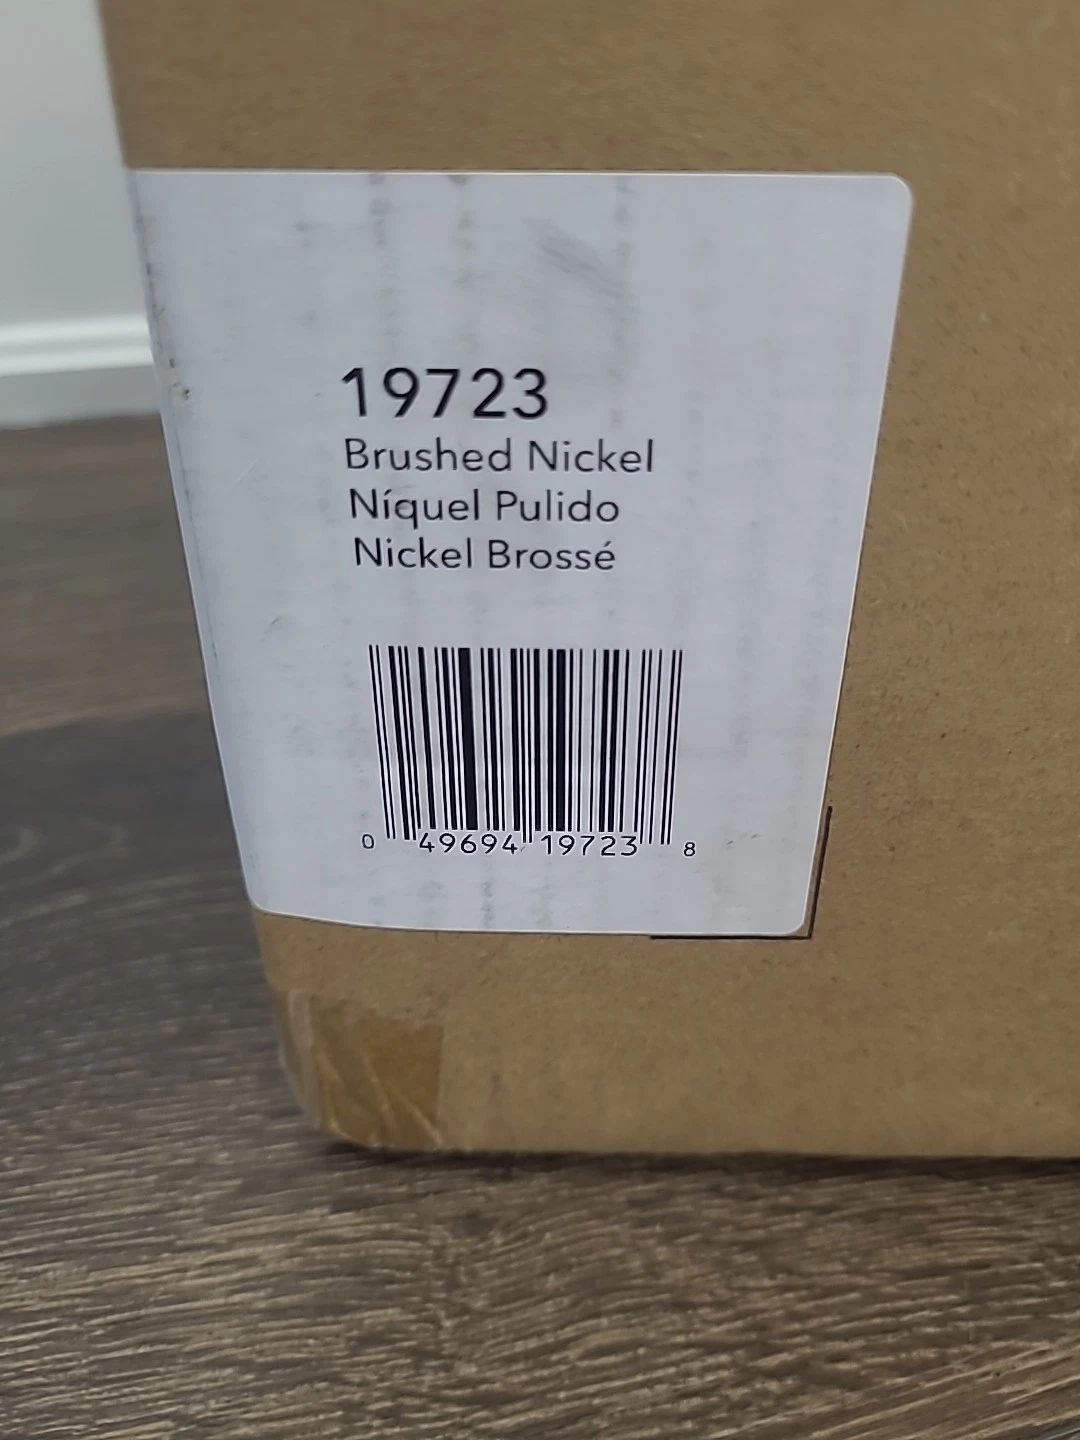 19723
Brushed Nickel
Níquel Pulido
Nickel Brossé
0 49694 19723 8